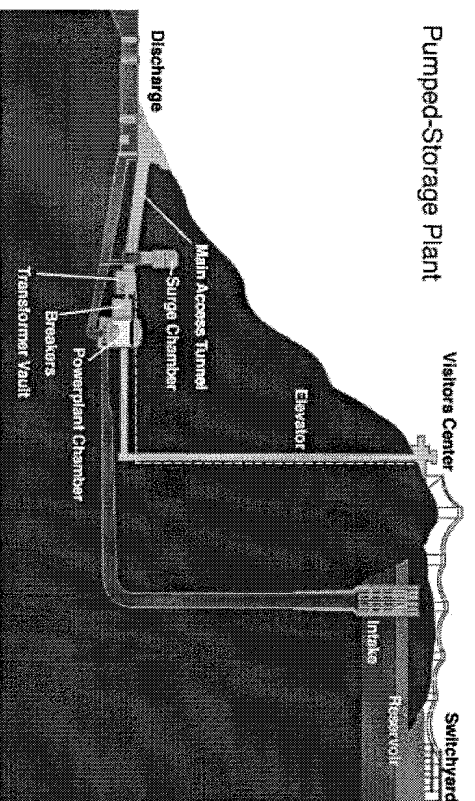 Pumped-Storage Plant
Visitors Center
Switchyard
Elevator
Reservoir
Intake
Discharge
Main Access Tunnel
Surge Chamber
Powerplant Chamber
Breakers
Transformer Vault